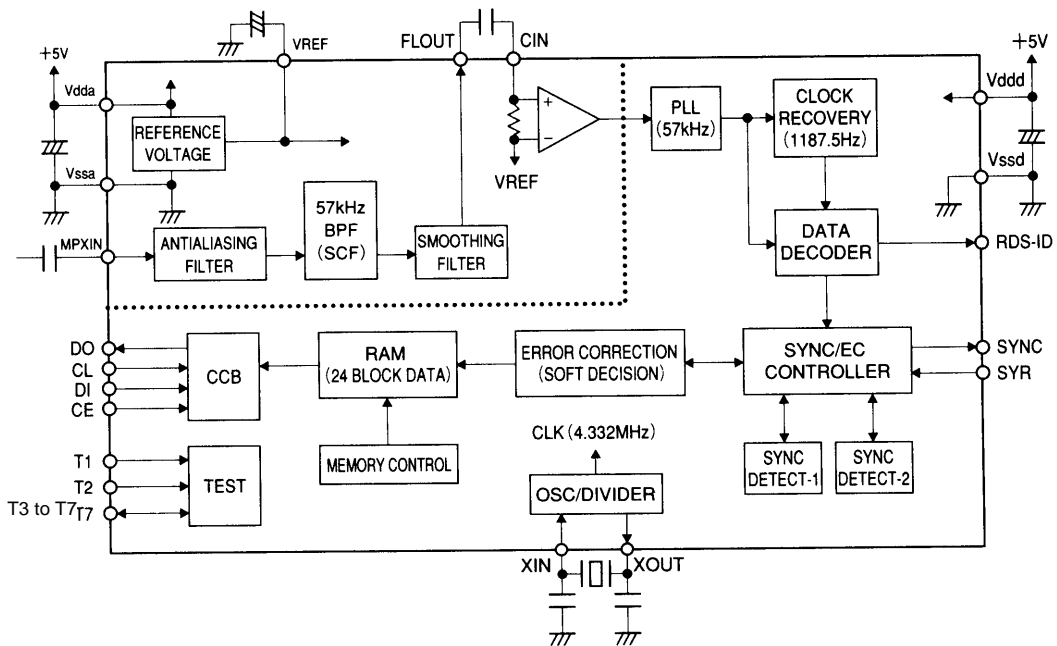 +5V
VREF
FLOUT
CIN
+5V
Vdda
Vddd
REFERENCE
VOLTAGE
+
−
PLL
(57kHz)
CLOCK
RECOVERY
(1187.5Hz)
Vssa
VREF
Vssd
MPXIN
ANTIALIASING
FILTER
57kHz
BPF
(SCF)
SMOOTHING
FILTER
DATA
DECODER
RDS-ID
DO
CL
DI
CE
CCB
RAM
(24 BLOCK DATA)
ERROR CORRECTION
(SOFT DECISION)
SYNC/EC
CONTROLLER
SYNC
SYR
CLK (4.332MHz)
T1
T2
T3 to T7
T7
TEST
MEMORY CONTROL
OSC/DIVIDER
SYNC
DETECT-1
SYNC
DETECT-2
XIN
XOUT